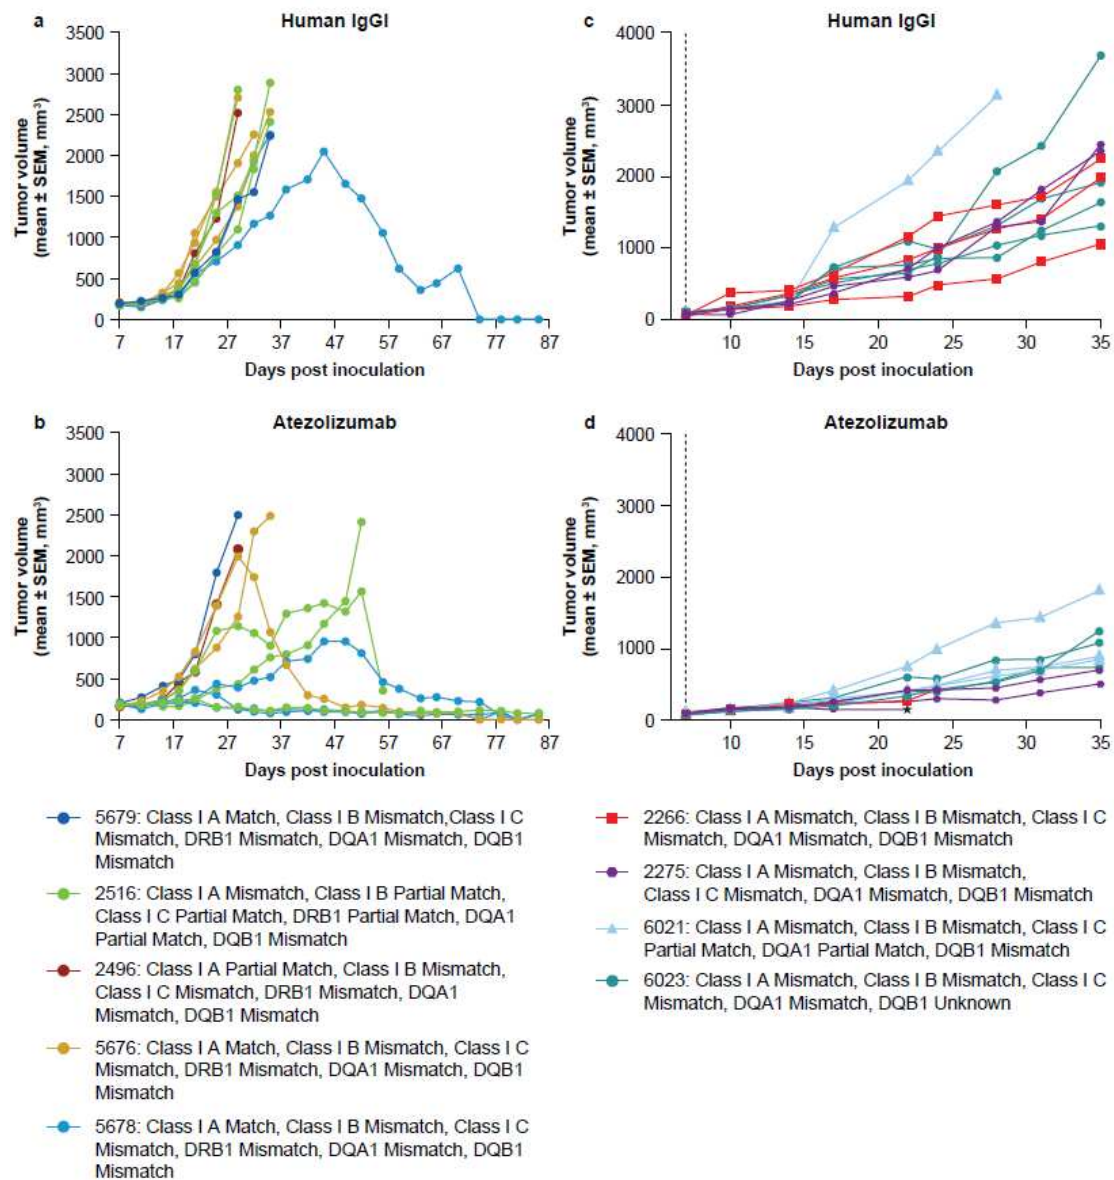 a
Human IgGI
3500
3000
2500
2000
1500
1000
500
0
Tumor volume
(mean ± SEM, mm³)
7 17 27 37 47 57 67 77 87
Days post inoculation
c
Human IgGI
4000
3000
2000
1000
0
Tumor volume
(mean ± SEM, mm³)
10 15 20 25 30 35
Days post inoculation
b
Atezolizumab
3500
3000
2500
2000
1500
1000
500
0
Tumor volume
(mean ± SEM, mm³)
7 17 27 37 47 57 67 77 87
Days post inoculation
d
Atezolizumab
4000
3000
2000
1000
0
Tumor volume
(mean ± SEM, mm³)
10 15 20 25 30 35
Days post inoculation
5679: Class I A Match, Class I B Mismatch,Class I C
Mismatch, DRB1 Mismatch, DQA1 Mismatch, DQB1
Mismatch
2516: Class I A Mismatch, Class I B Partial Match,
Class I C Partial Match, DRB1 Partial Match, DQA1
Partial Match, DQB1 Mismatch
2496: Class I A Partial Match, Class I B Mismatch,
Class I C Mismatch, DRB1 Mismatch, DQA1
Mismatch, DQB1 Mismatch
5676: Class I A Match, Class I B Mismatch, Class I C
Mismatch, DRB1 Mismatch, DQA1 Mismatch, DQB1
Mismatch
5678: Class I A Match, Class I B Mismatch, Class I C
Mismatch, DRB1 Mismatch, DQA1 Mismatch, DQB1
Mismatch
2266: Class I A Mismatch, Class I B Mismatch, Class I C
Mismatch, DQA1 Mismatch, DQB1 Mismatch
2275: Class I A Mismatch, Class I B Mismatch,
Class I C Mismatch, DQA1 Mismatch, DQB1 Mismatch
6021: Class I A Mismatch, Class I B Mismatch, Class I C
Partial Match, DQA1 Partial Match, DQB1 Mismatch
6023: Class I A Mismatch, Class I B Mismatch, Class I C
Mismatch, DQA1 Mismatch, DQB1 Unknown